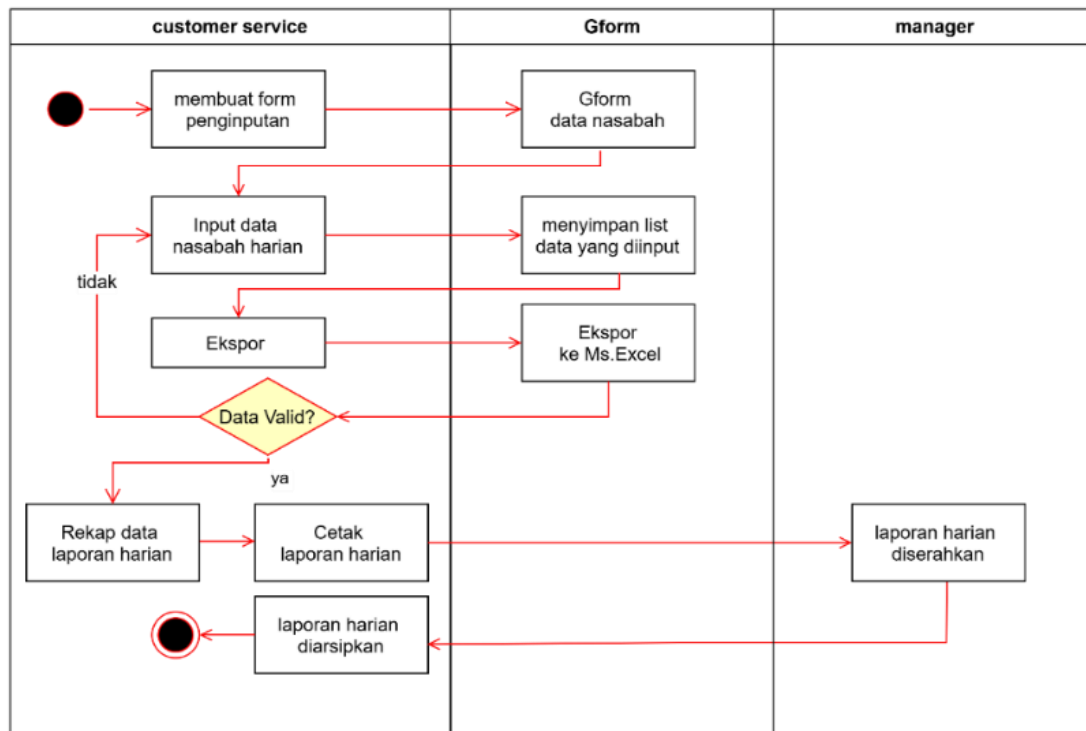 customer service
Gform
manager
membuat form
penginputan
Gform
data nasabah
Input data
nasabah harian
menyimpan list
data yang diinput
tidak
Ekspor
Ekspor
ke Ms.Excel
Data Valid?
ya
Rekap data
laporan harian
Cetak
laporan harian
laporan harian
diserahkan
laporan harian
diarsipkan